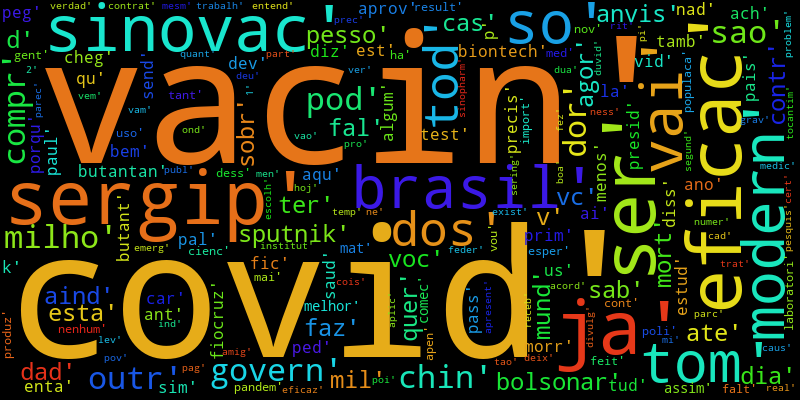 verdad' contrat' mesm' trabalh' entend' aprov' result'
peg' sinovac' pesso' cas' so' anvis' nad' ach'
d' cheg' gent' quant' part' diz' est' ha' p' biontech' nov' tamb' sao' problem'
compr' 2' qu' send' dev' deu' ver' tod' med' agor' vid' contr'
vacin' pod' algum' sinopharm' dua' dor' la' duvid' rit' pi' val' populaca' pais' tocantim'
porqu' parec' vem' vam' tant' r' fal' test' precis' import' fez' ness' presid' efficac' grav'
paul' uso' ond' sobr' vao' pro' menos' segund' medic'
bem' butantan' publ' dess' men' aqu' sering' boa' diss' ano' cert'
sergip' escolh' hoj' ter' brasil' vc' ai' ser' numer' modern' pesquis'
milho' butant' pal' sputnik' temp' ne' dos' exist' v' prim' mort' cad'
k' emerg' cienc' institut' mat' feder' vou' esper' trat'
covid' fic' saud' voc' us' estud' laboratori'
aind' car' mai' cois' quer' comec' pass' mund' acord' sab' parc'
produz' esta' ant' ind' fiocruz' melhor' aplic' apresent' receb' cont' ja' ate'
nenhum' lev' faz' apen' divulg' poli' mi' caus'
dad' pov' amig' ped' morr' feit' tom'
enta' outr' sim' pag' govern' pandem' eficaz' mil' poi' chin' tao' deix' bolsonar' tud' assim' falt' dia' real'